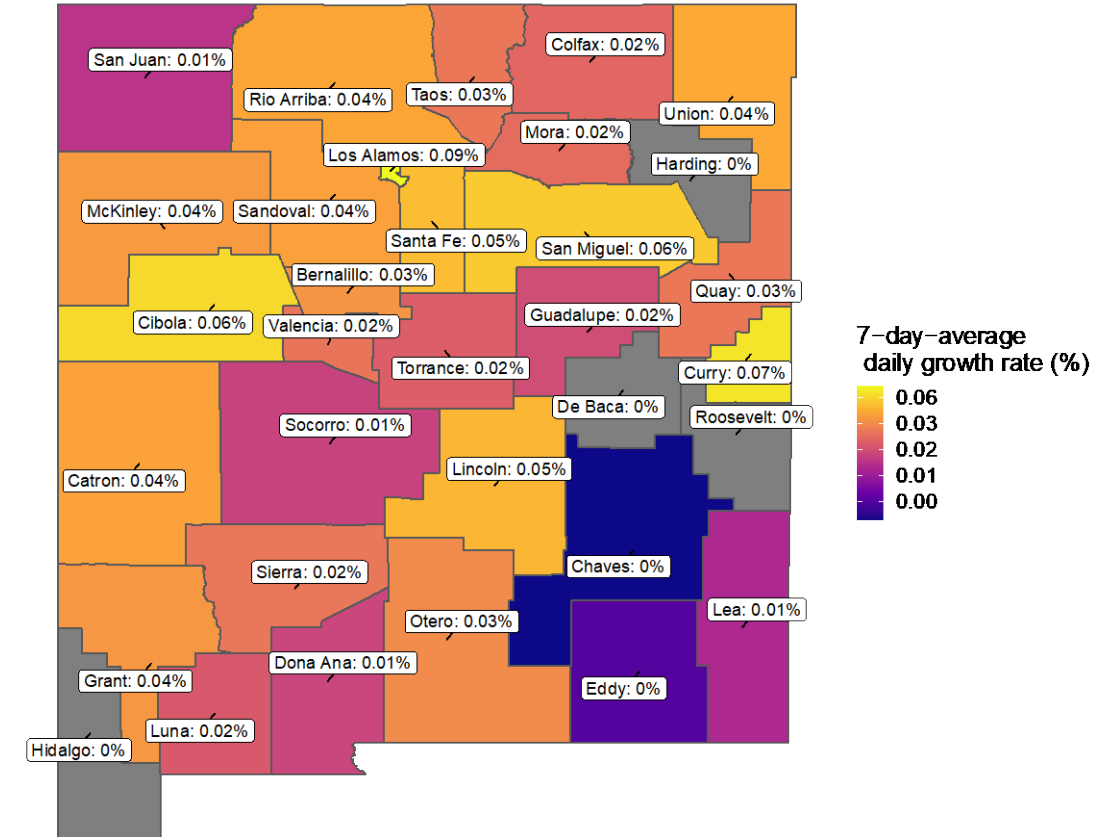 Colfax: 0.02%
San Juan: 0.01%
Taos: 0.03%
Rio Arriba: 0.04%
Union: 0.04%
Mora: 0.02%
Los Alamos: 0.09%
Harding: 0%
McKinley: 0.04%
Sandoval: 0.04%
Santa Fe: 0.05%
San Miguel: 0.06%
Bernalillo: 0.03%
Quay: 0.03%
Guadalupe: 0.02%
Cibola: 0.06%
Valencia: 0.02%
Torrance: 0.02%
Curry: 0.07%
De Baca: 0%
Roosevelt: 0%
Socorro: 0.01%
Lincoln: 0.05%
Catron: 0.04%
Chaves: 0%
Sierra: 0.02%
Lea: 0.01%
Otero: 0.03%
Dona Ana: 0.01%
Grant: 0.04%
Eddy: 0%
Luna: 0.02%
Hidalgo: 0%
7-day-average
daily growth rate (%)
0.06
0.03
0.02
0.01
0.00